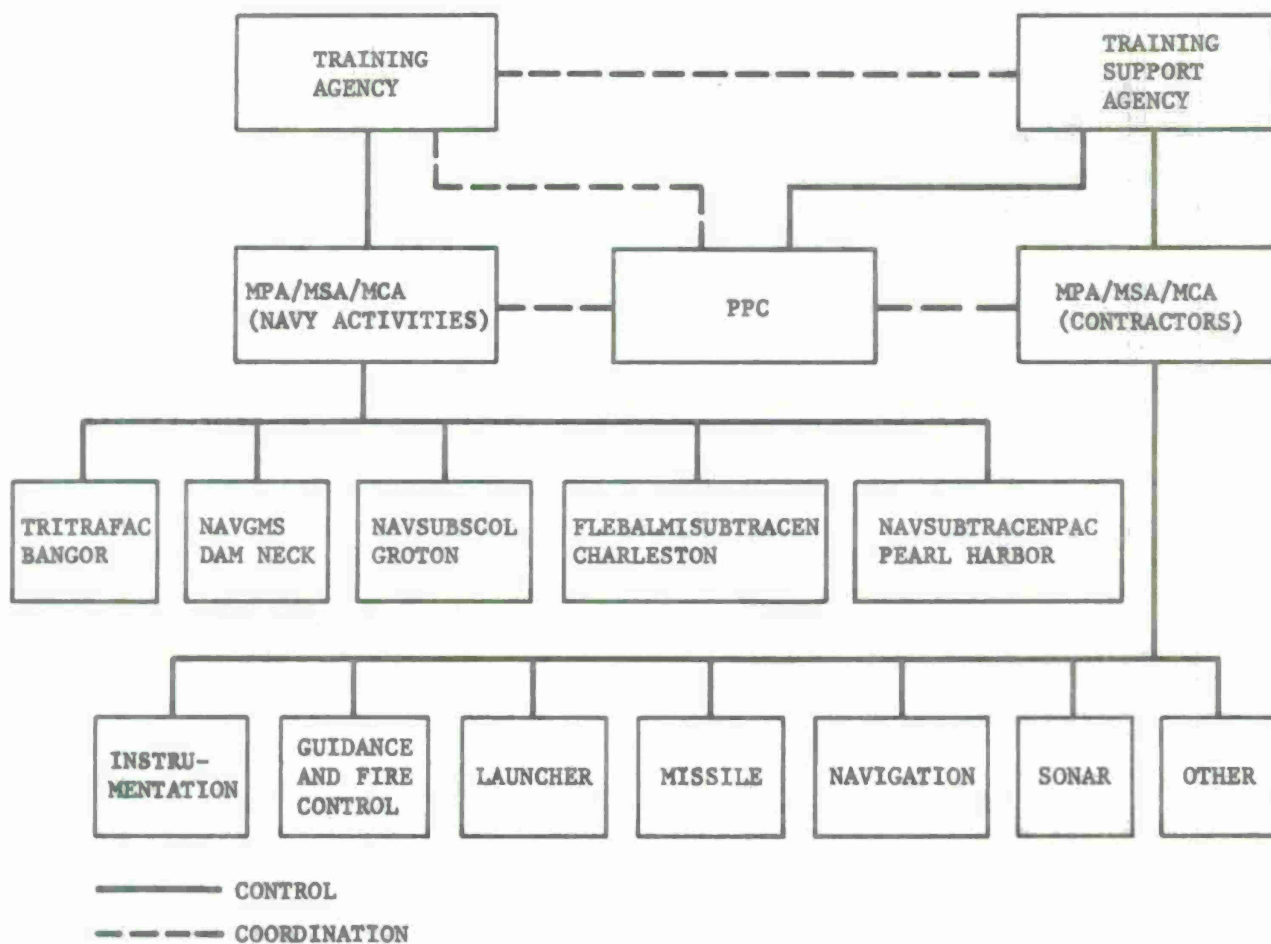 TRAINING
AGENCY
TRAINING
SUPPORT
AGENCY
MPA/MSA/MCA
(NAVY ACTIVITIES)
PPC
MPA/MSA/MCA
(CONTRACTORS)
TRITRAFAC
BANGOR
NAVGMS
DAM NECK
NAVSUBSCOL
GROTON
FLEBALMISUBTRACEN
CHARLESTON
NAVSUBTRACENPAC
PEARL HARBOR
INSTRU-
MENTATION
GUIDANCE
AND FIRE
CONTROL
LAUNCHER
MISSILE
NAVIGATION
SONAR
OTHER
CONTROL
COORDINATION